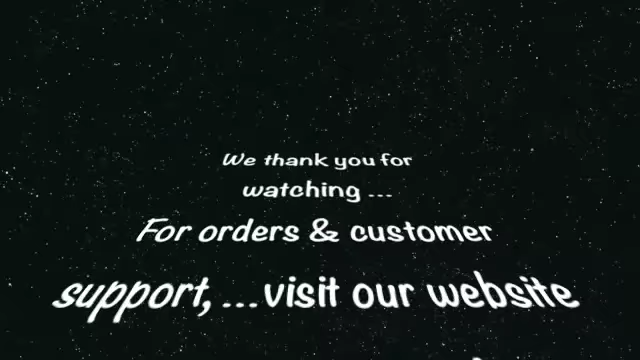 We thank you for
watching ...
For orders & customer
support, ...visit our website